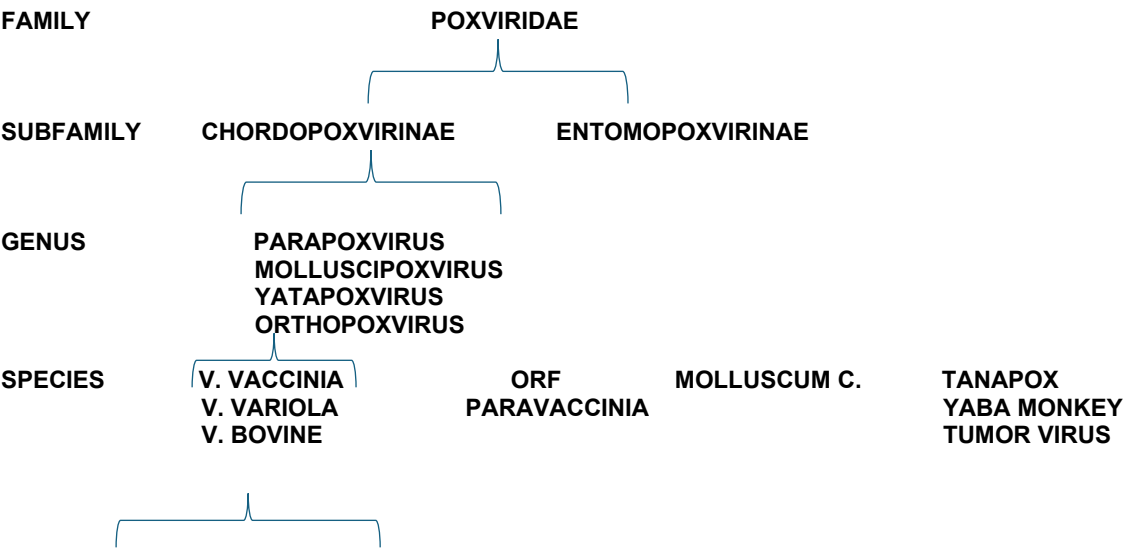 FAMILY POXVIRIDAE
SUBFAMILY CHORDOPOXVIRINAE ENTOMOPOXVIRINAE
GENUS PARAPOXVIRUS
MOLLUSCIPOXVIRUS
YATAPOXVIRUS
ORTHOPOXVIRUS
SPECIES V. VACCINIA ORF MOLLUSCUM C. TANAPOX
V. VARIOLA PARAVACCINIA YABA MONKEY
V. BOVINE TUMOR VIRUS